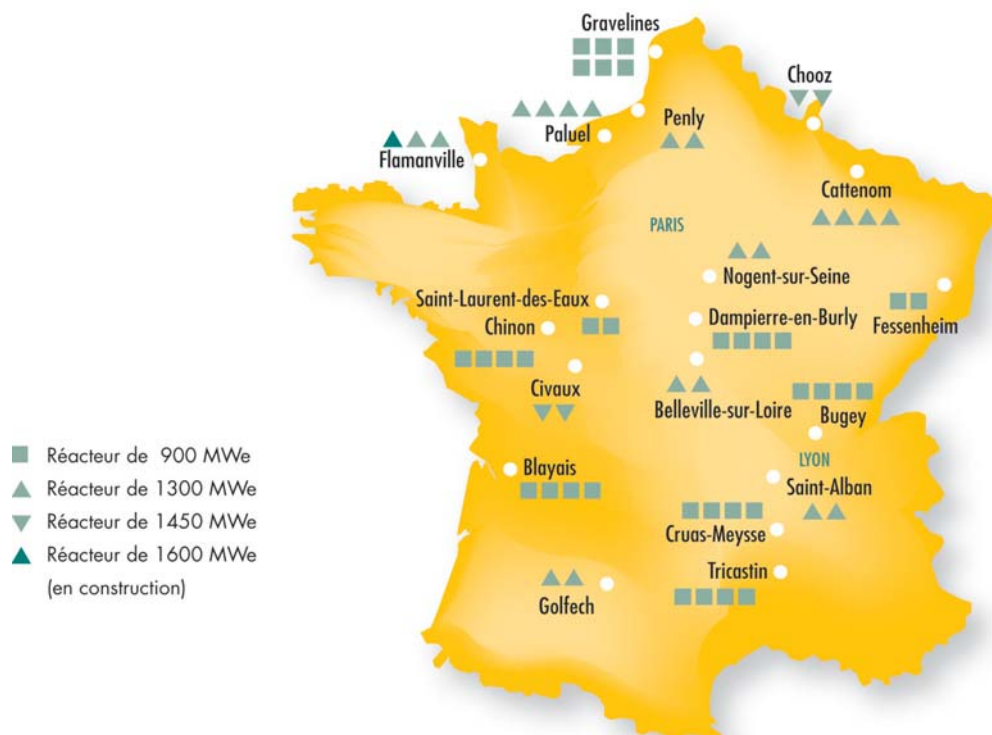 Gravelines
Chooz
Paluel
Penly
Flamanville
Cattenom
PARIS
Nogent-sur-Seine
Saint-Laurent-des-Eaux
Chinon
Dampierre-en-Burly
Fessenheim
Civaux
Belleville-sur-Loire
Bugey
LYON
Blayais
Saint-Alban
Cruas-Meysse
Tricastin
Golfech
Réacteur de 900 MWe
Réacteur de 1300 MWe
Réacteur de 1450 MWe
Réacteur de 1600 MWe
(en construction)